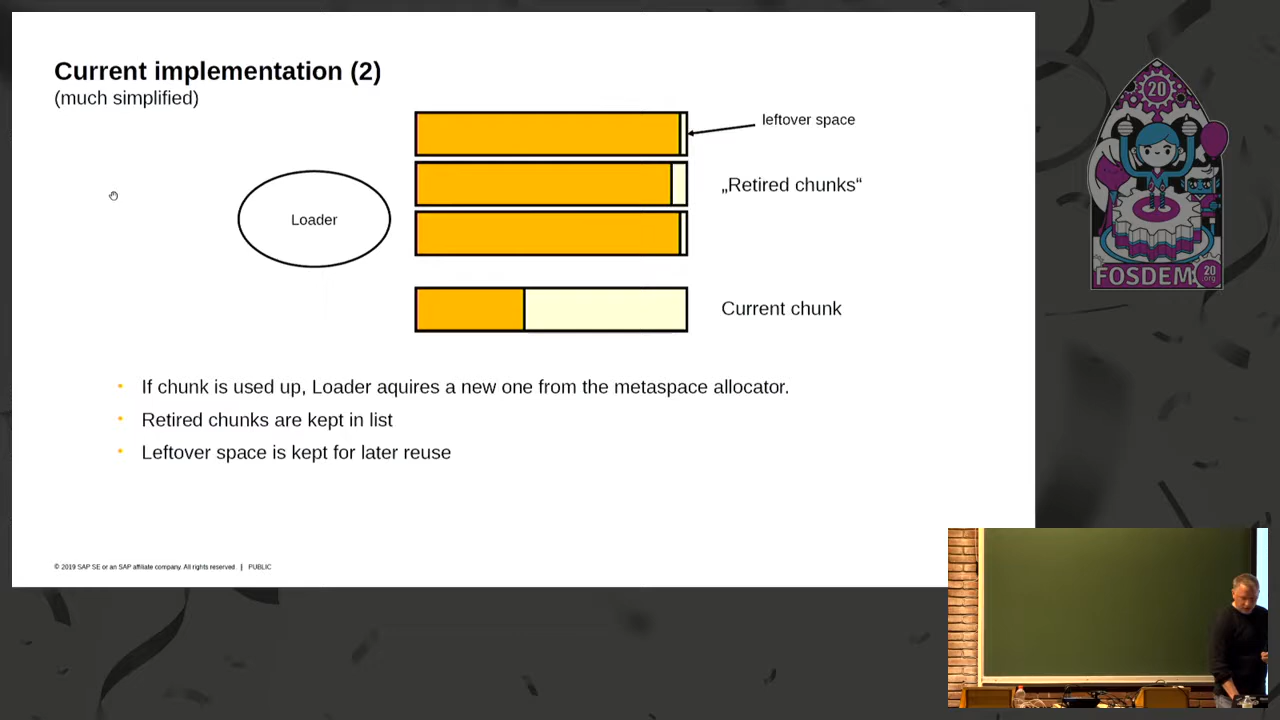 Current implementation (2)
(much simplified)
leftover space
„Retired chunks“
Loader
Current chunk
• If chunk is used up, Loader aquires a new one from the metaspace allocator.
• Retired chunks are kept in list
• Leftover space is kept for later reuse
© 2019 SAP SE or an SAP affiliate company. All rights reserved. | PUBLIC
20
FOSDEM
20
.org